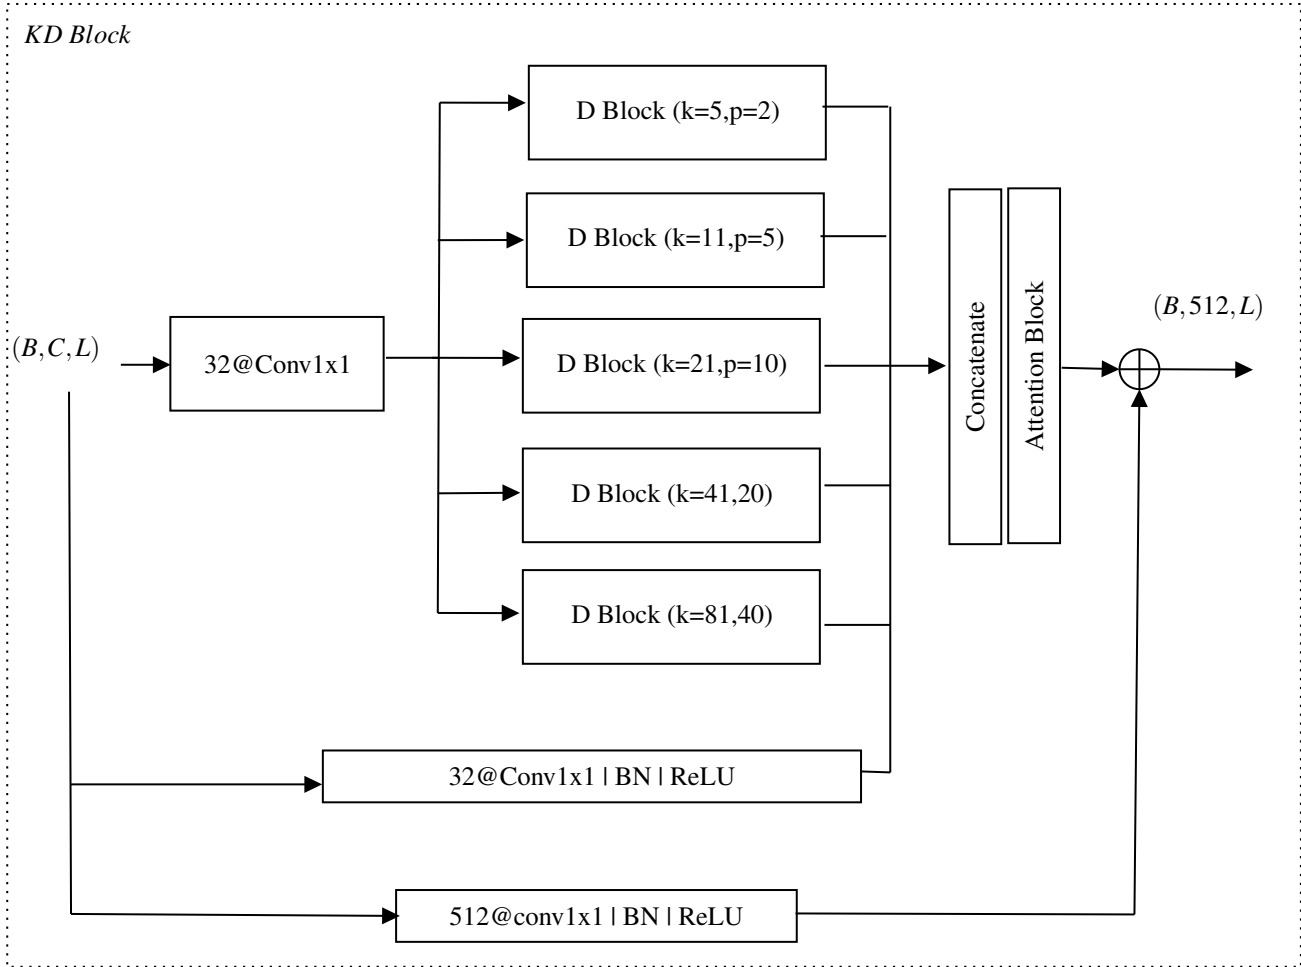 KD Block
D Block (k=5,p=2)
D Block (k=11,p=5)
(B,512,L)
(B,C,L)
32@Conv1x1
D Block (k=21,p=10)
Concatenate
Attention Block
D Block (k=41,20)
D Block (k=81,40)
32@Conv1x1 | BN | ReLU
512@conv1x1 | BN | ReLU